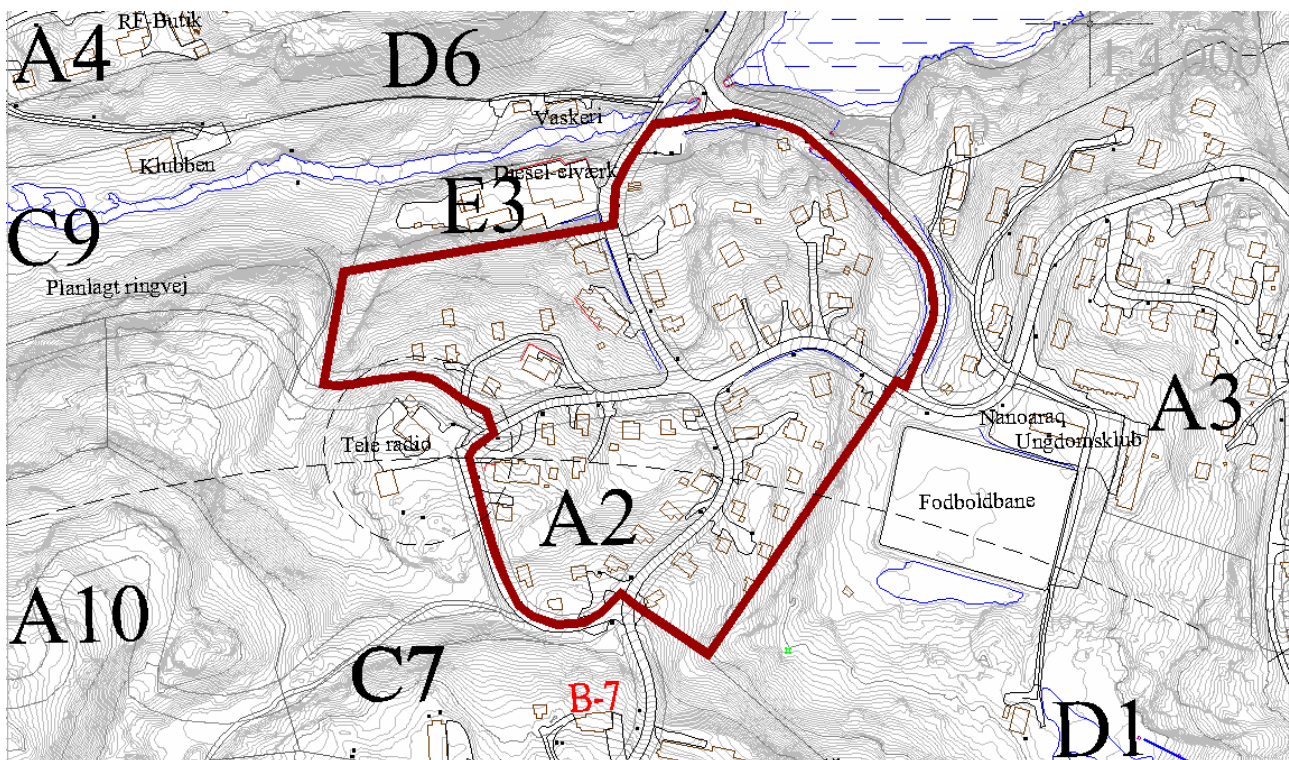 RF-Butik
A4
D6
1:4.000
Vaskeri
Klubben
Diesel-elværk
E3
C9
Planlagt ringvej
A3
Nanoaraq
Ungdomsklub
Tele radio
Fodboldbane
A2
A10
C7
B-7
D1